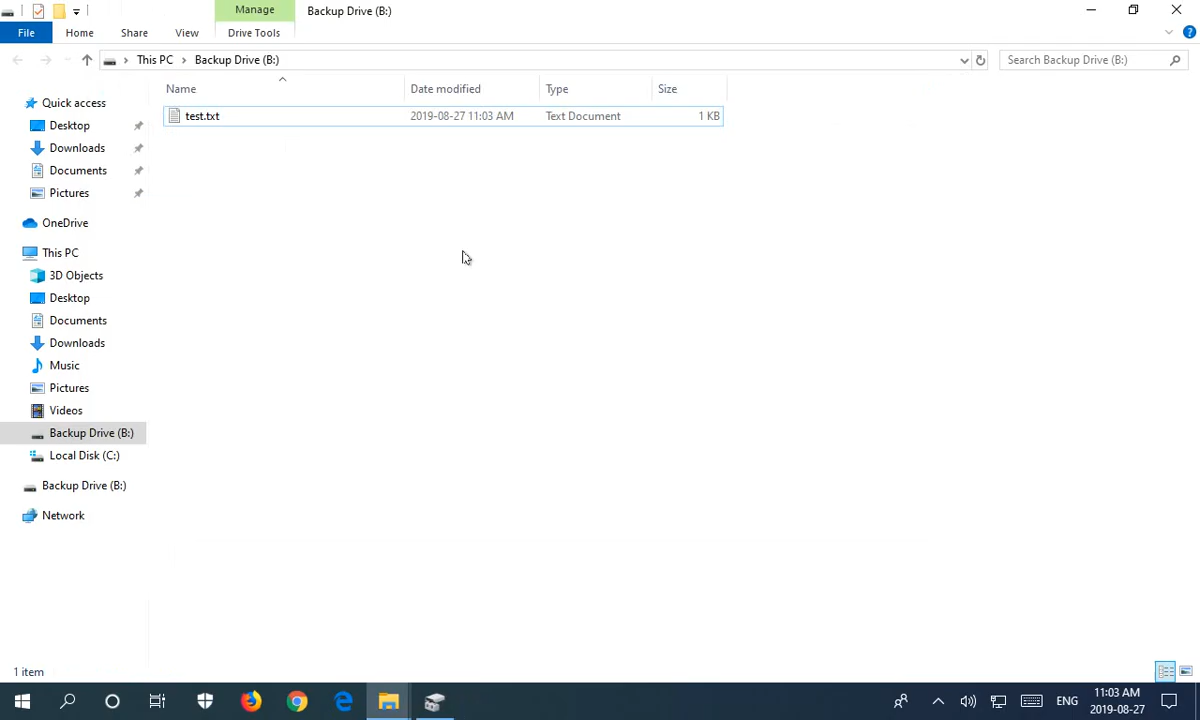 Manage
Backup Drive (B:)
File
Home
Share
View
Drive Tools
This PC
Backup Drive (B:)
Search Backup Drive (B:)
Name
Date modified
Type
Size
test.txt
2019-08-27 11:03 AM
Text Document
1 KB
Quick access
Desktop
Downloads
Documents
Pictures
OneDrive
This PC
3D Objects
Desktop
Documents
Downloads
Music
Pictures
Videos
Backup Drive (B:)
Local Disk (C:)
Backup Drive (B:)
Network
1 item
ENG
11:03 AM
2019-08-27